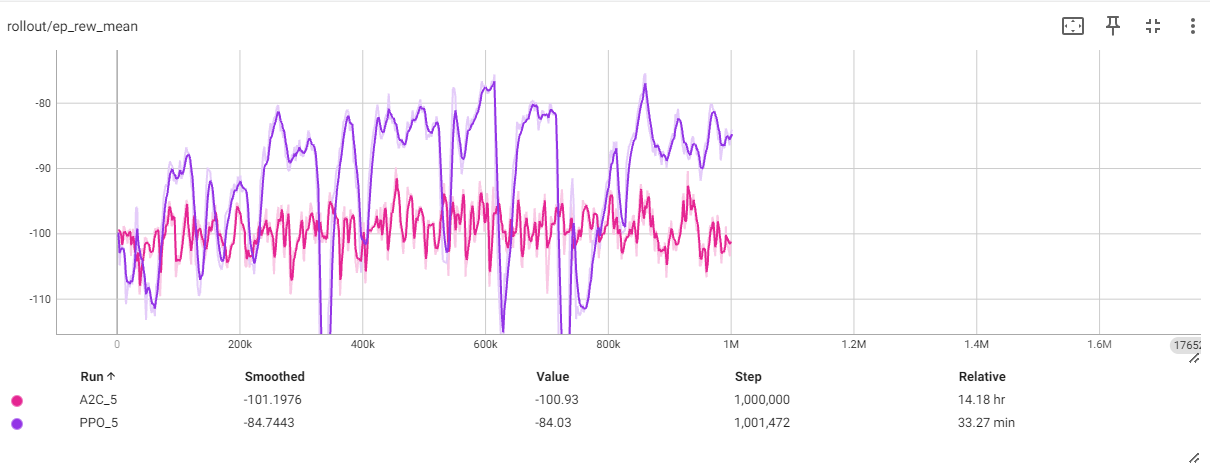 rollout/ep_rew_mean
-80
-90
-100
-110
0 200k 400k 600k 800k 1M 1.2M 1.4M 1.6M 17652
Run ↑ Smoothed Value Step Relative
A2C_5 -101.1976 -100.93 1,000,000 14.18 hr
PPO_5 -84.7443 -84.03 1,001,472 33.27 min